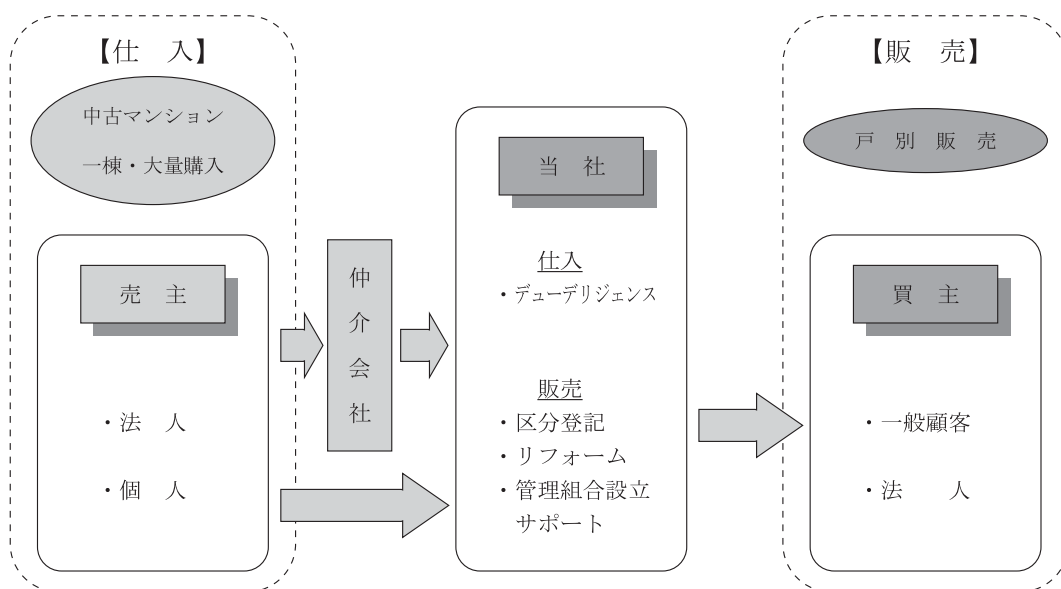 【仕　入】
中古マンション
一棟・大量購入
売　主
・法　人
・個　人
仲介会社
当　社
仕入
・デューデリジェンス
販売
・区分登記
・リフォーム
・管理組合設立
サポート
【販　売】
戸　別　販　売
買　主
・一般顧客
・法　　人